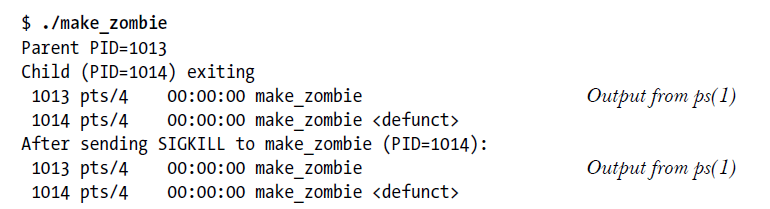 $ ./make_zombie
Parent PID=1013
Child (PID=1014) exiting
1013 pts/4 00:00:00 make_zombie Output from ps(1)
1014 pts/4 00:00:00 make_zombie <defunct>
After sending SIGKILL to make_zombie (PID=1014):
1013 pts/4 00:00:00 make_zombie Output from ps(1)
1014 pts/4 00:00:00 make_zombie <defunct>